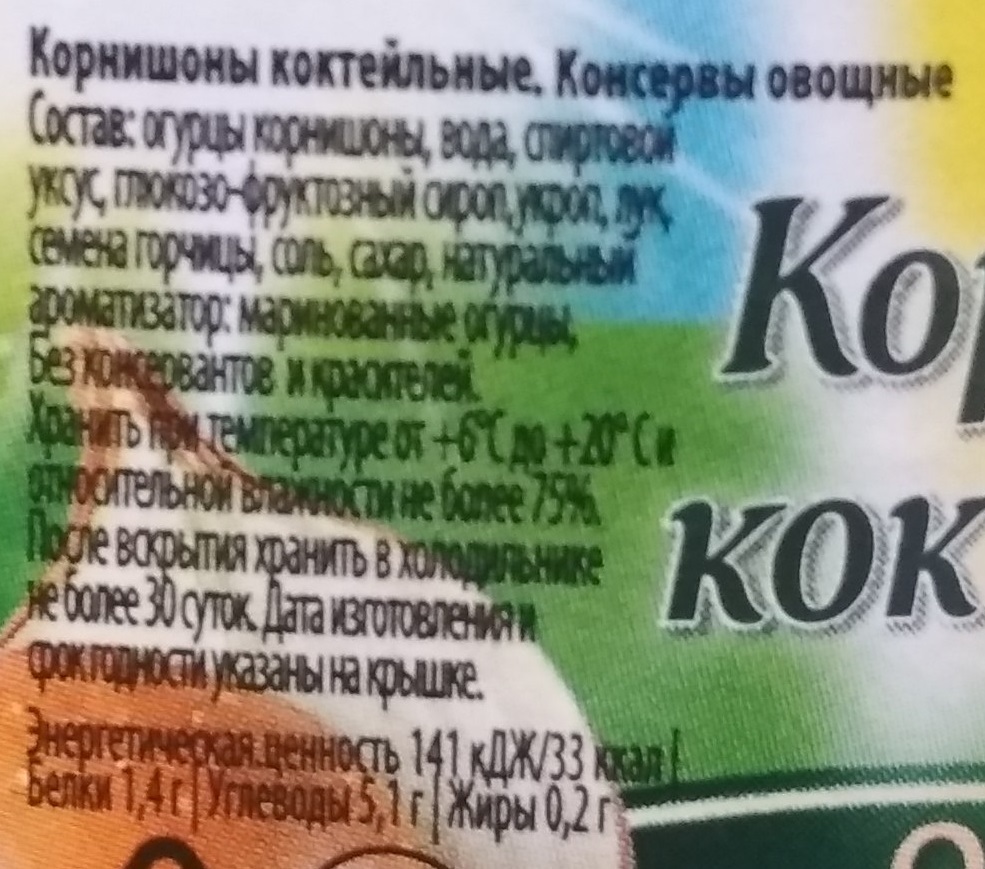 Корнишоны коктейльные. Консервы овощные
Состав: огурцы корнишоны, вода, спиртовой
уксус, глюкозо-фруктозный сироп, укроп, лук,
семена горчицы, соль, сахар, натуральный
ароматизатор: маринованные огурцы.
Без консервантов и красителей.
Хранить при температуре от +6°С до +20°С и
относительной влажности не более 75%.
После вскрытия хранить в холодильнике
не более 30 суток. Дата изготовления и
срок годности указаны на крышке.
Энергетическая ценность 141 кДЖ/33 ккал /
Белки 1,4 г | Углеводы 5,1 г | Жиры 0,2 г
Кор
кок